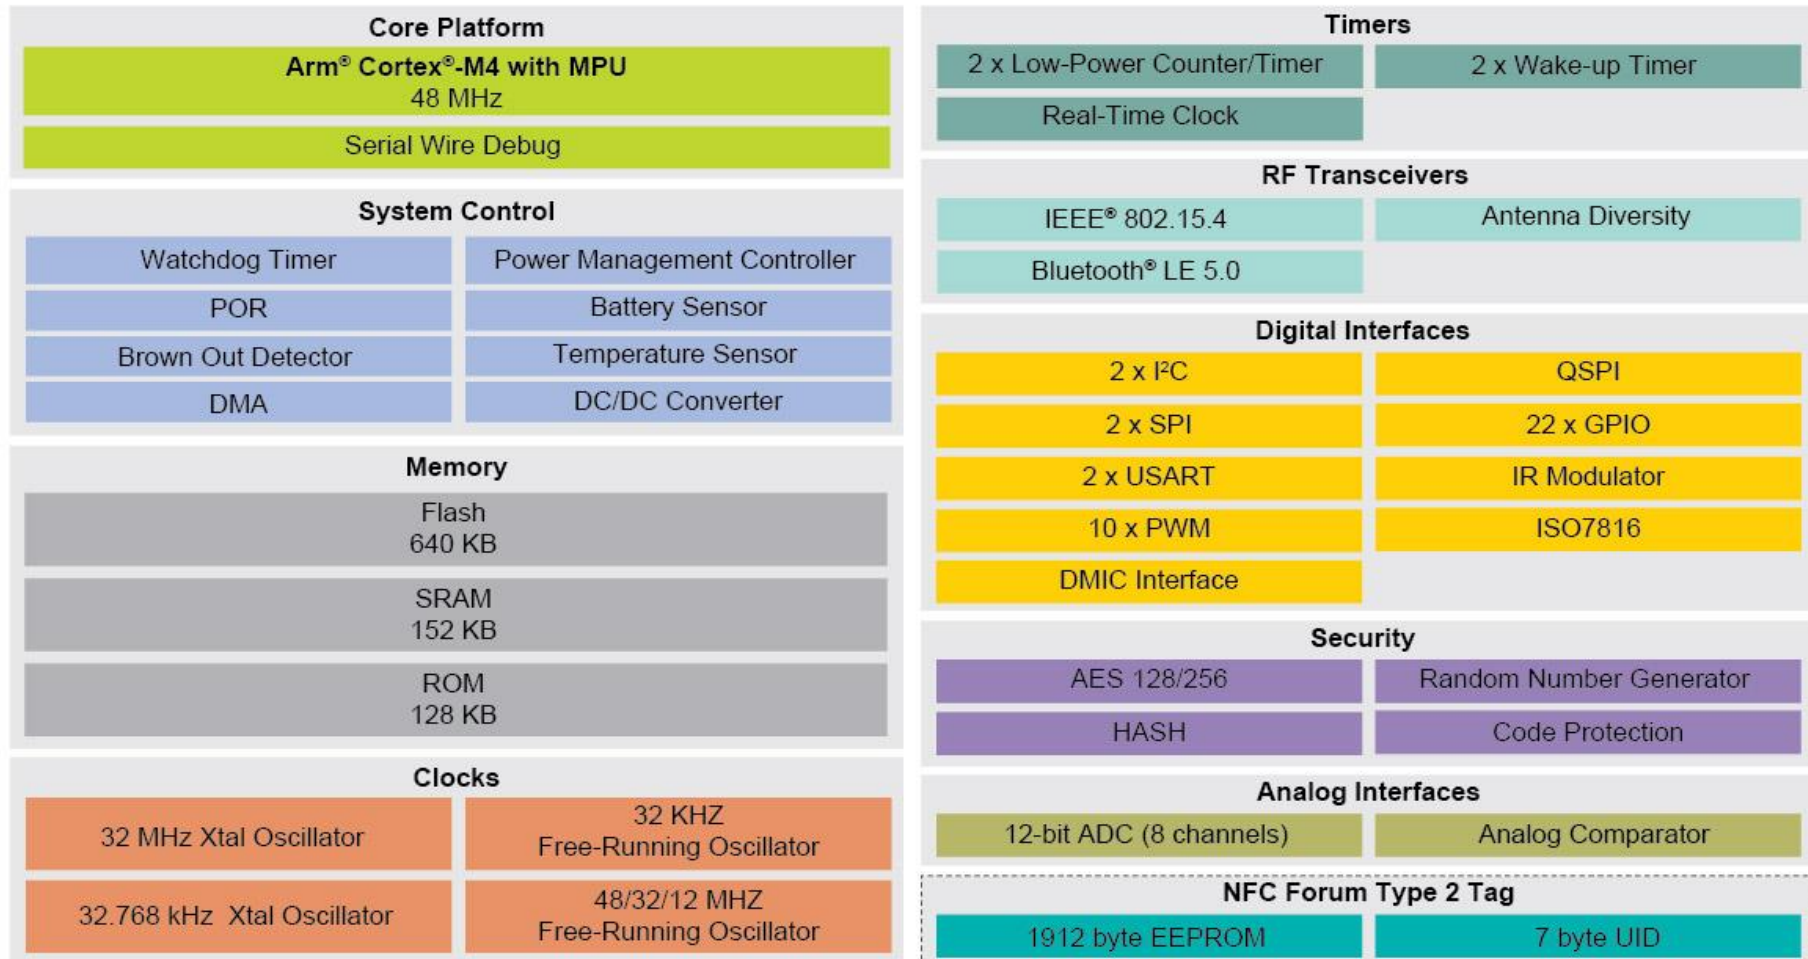 Core Platform
Arm® Cortex®-M4 with MPU
48 MHz
Serial Wire Debug
System Control
Watchdog Timer
Power Management Controller
POR
Battery Sensor
Brown Out Detector
Temperature Sensor
DMA
DC/DC Converter
Memory
Flash
640 KB
SRAM
152 KB
ROM
128 KB
Clocks
32 MHz Xtal Oscillator
32 KHZ
Free-Running Oscillator
32.768 kHz Xtal Oscillator
48/32/12 MHZ
Free-Running Oscillator
Timers
2 x Low-Power Counter/Timer
2 x Wake-up Timer
Real-Time Clock
RF Transceivers
IEEE® 802.15.4
Antenna Diversity
Bluetooth® LE 5.0
Digital Interfaces
2 x I²C
QSPI
2 x SPI
22 x GPIO
2 x USART
IR Modulator
10 x PWM
ISO7816
DMIC Interface
Security
AES 128/256
Random Number Generator
HASH
Code Protection
Analog Interfaces
12-bit ADC (8 channels)
Analog Comparator
NFC Forum Type 2 Tag
1912 byte EEPROM
7 byte UID